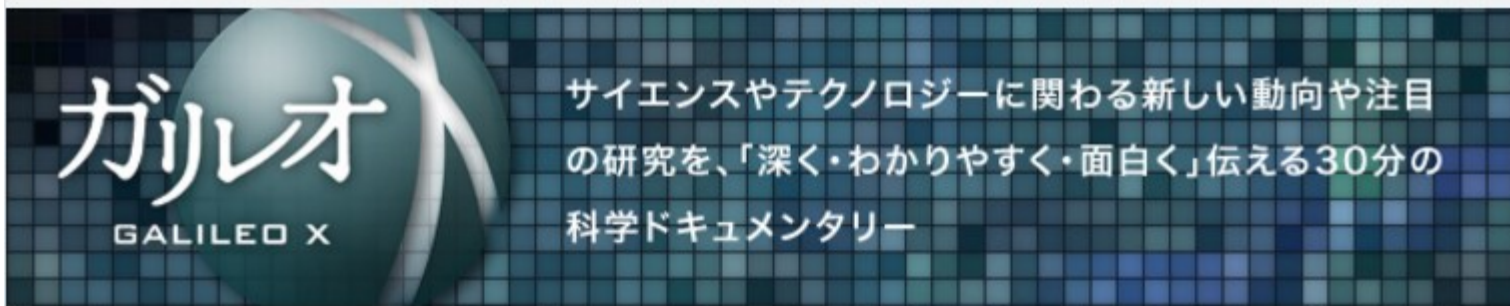 ガリレオX
GALILEO X
サイエンスやテクノロジーに関わる新しい動向や注目
の研究を、「深く・わかりやすく・面白く」伝える30分の
科学ドキュメンタリー